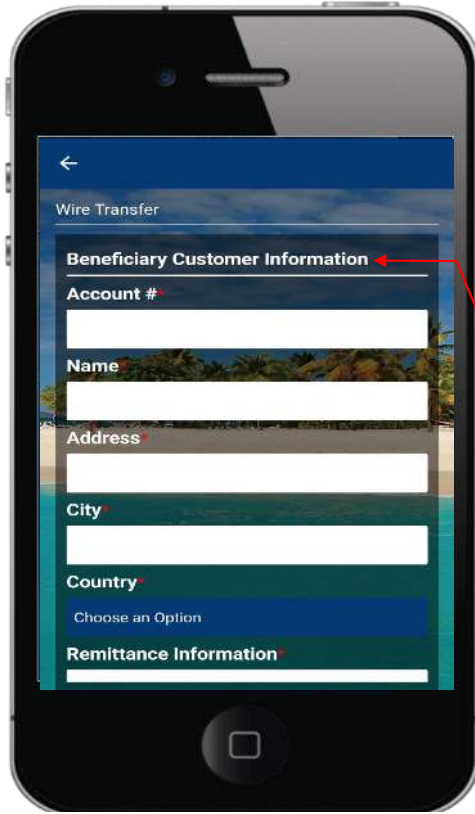 Wire Transfer
Beneficiary Customer Information
Account #*
Name*
Address*
City*
Country*
Choose an Option
Remittance Information*